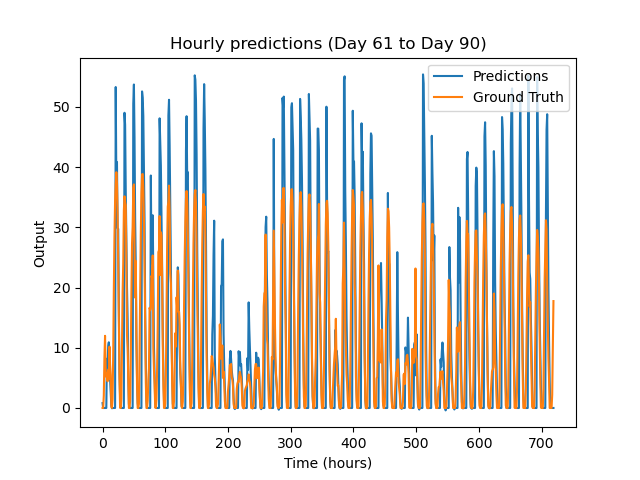 Hourly predictions (Day 61 to Day 90)
Predictions
Ground Truth
50
40
30
20
10
0
Output
0 100 200 300 400 500 600 700
Time (hours)